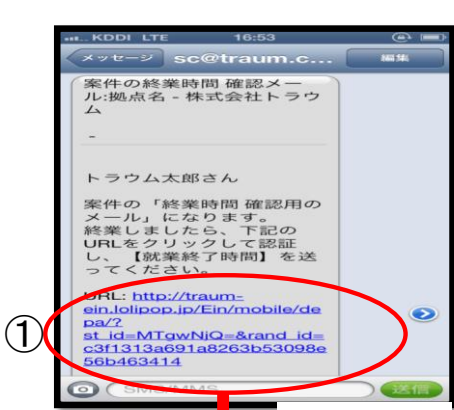 KDDI LTE 16:53
メッセージ sc@traum.c... 編集
案件の終業時間 確認メー
ル:拠点名 - 株式会社トラウ
ム
-
トラウム太郎さん
案件の「終業時間 確認用の
メール」になります。
終業しましたら、下記の
URLをクリックして認証
し、【就業終了時間】を送
ってください。
URL: http://traum-
ein.lolipop.jp/Ein/mobile/de
pa/?
st_id=MTgwNjQ=&rand_id=
c3f1313a691a8263b53098e
56b463414
①
SMS/MMS 送信